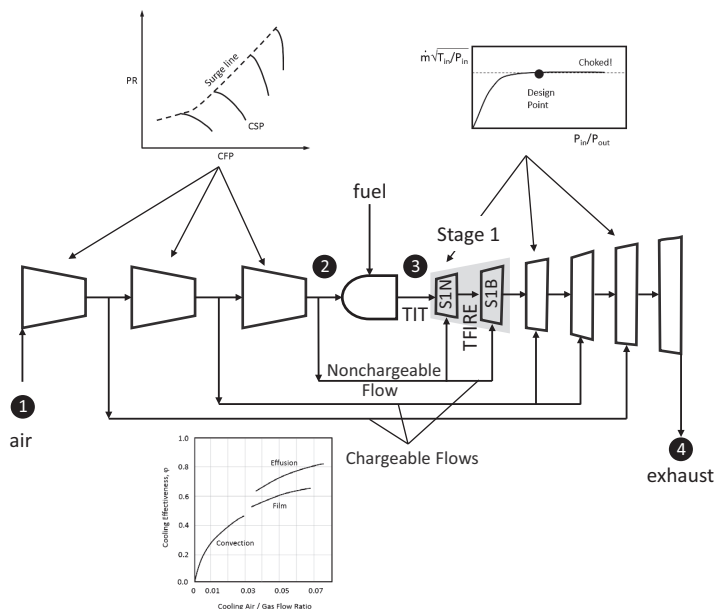 PR
Surge line
CSP
CFP
ṁ√T_in/P_in
Choked!
Design
Point
P_in/P_out
fuel
Stage 1
2
3
S1N
S1B
TIT
TFIRE
Nonchargeable
Flow
1
air
Chargeable Flows
4
exhaust
Cooling Effectiveness, φ
1.0
0.8
0.6
0.4
0.2
0.0
Effusion
Film
Convection
0 0.01 0.03 0.05 0.07
Cooling Air / Gas Flow Ratio